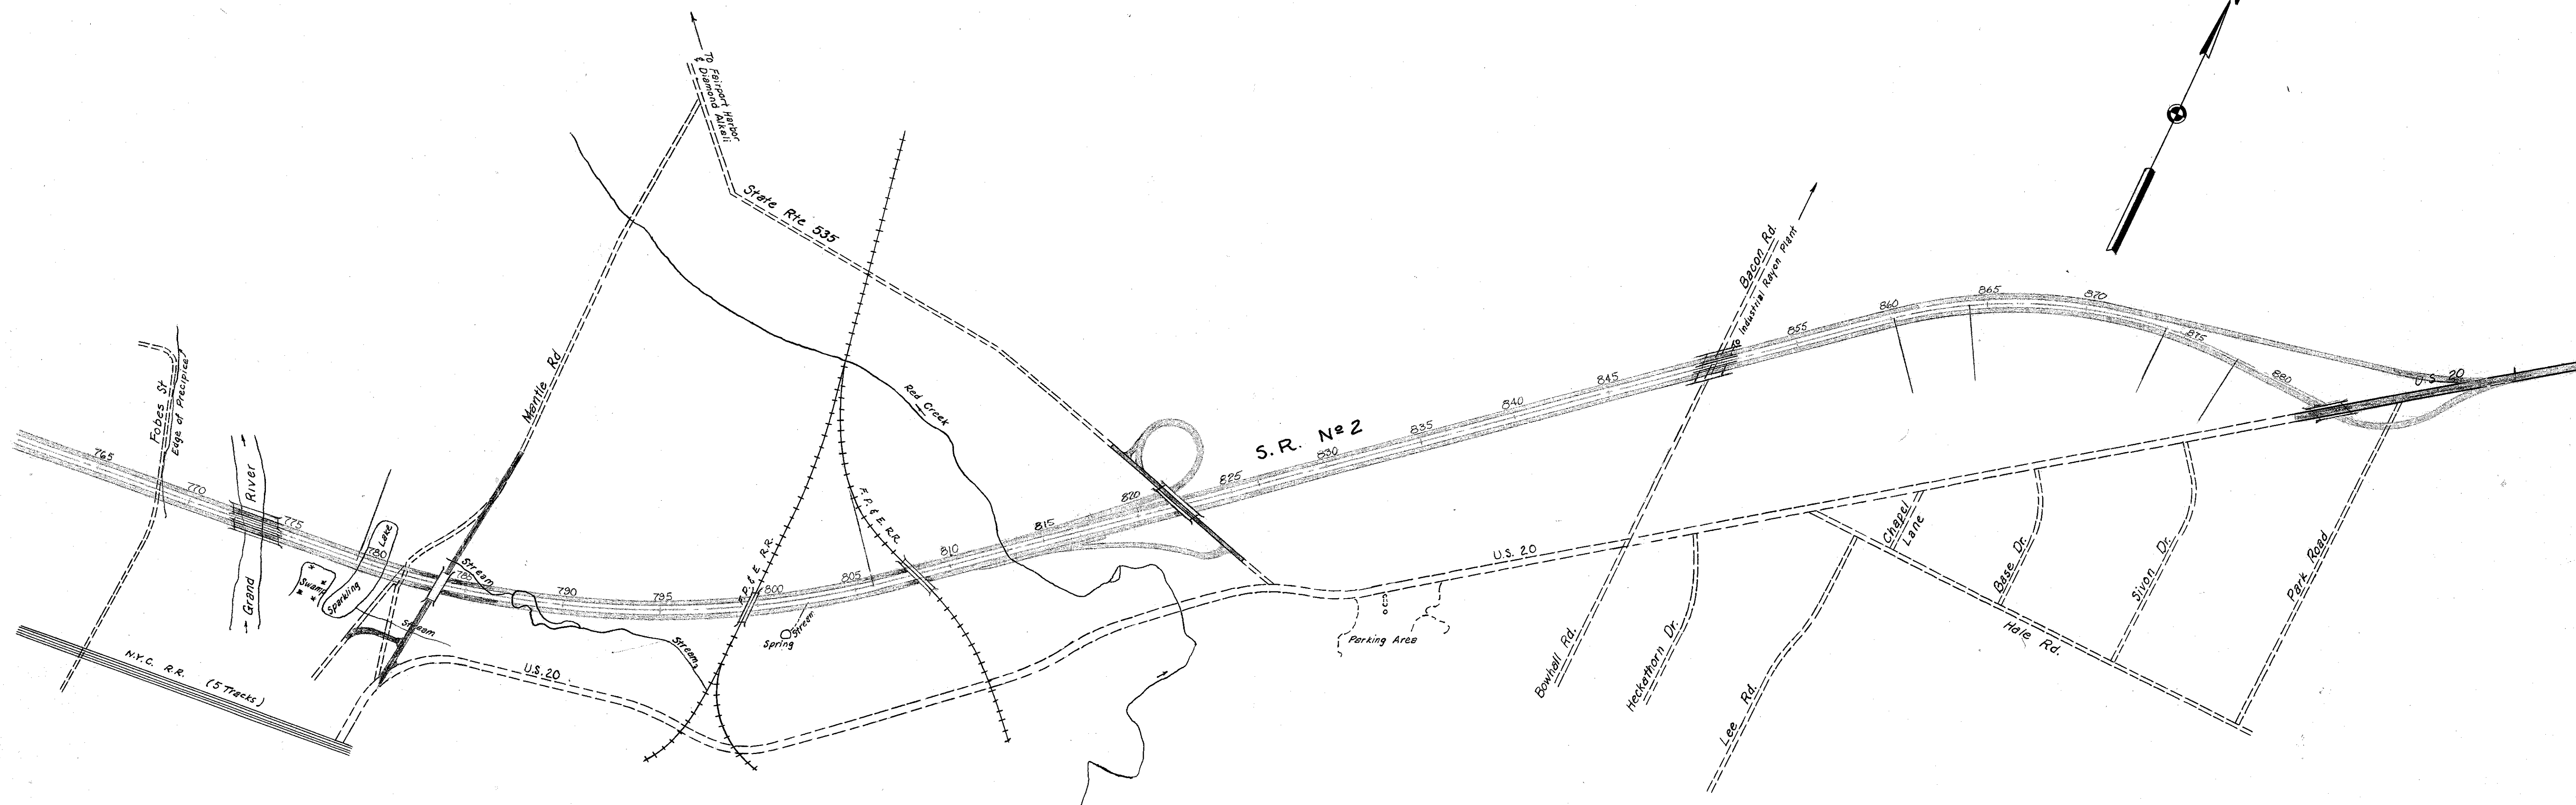 To Fairport Harbor
& Diamond Alkali
State Rte 535
Mantle Rd
Fobes St
Edge of Precipice
Grand River
Swamp
Sparkling Lake
Stream
Stream
Stream
Spring
Stream
Red Creek
F. P. & E. R.R.
F. P. & E. R.R.
N.Y.C. R.R. (5 Tracks)
U.S. 20
S.R. Nº 2
765
770
775
780
785
790
795
800
805
810
815
820
825
830
835
840
845
855
860
865
870
875
880
Bacon Rd.
To Industrial Rayon Plant
U.S. 20
U.S. 20
Parking Area
Bowhall Rd.
Heckathorn Dr.
Lee Rd.
Chapel
Lane
Base Dr.
Sivon Dr.
Hale Rd.
Park Road